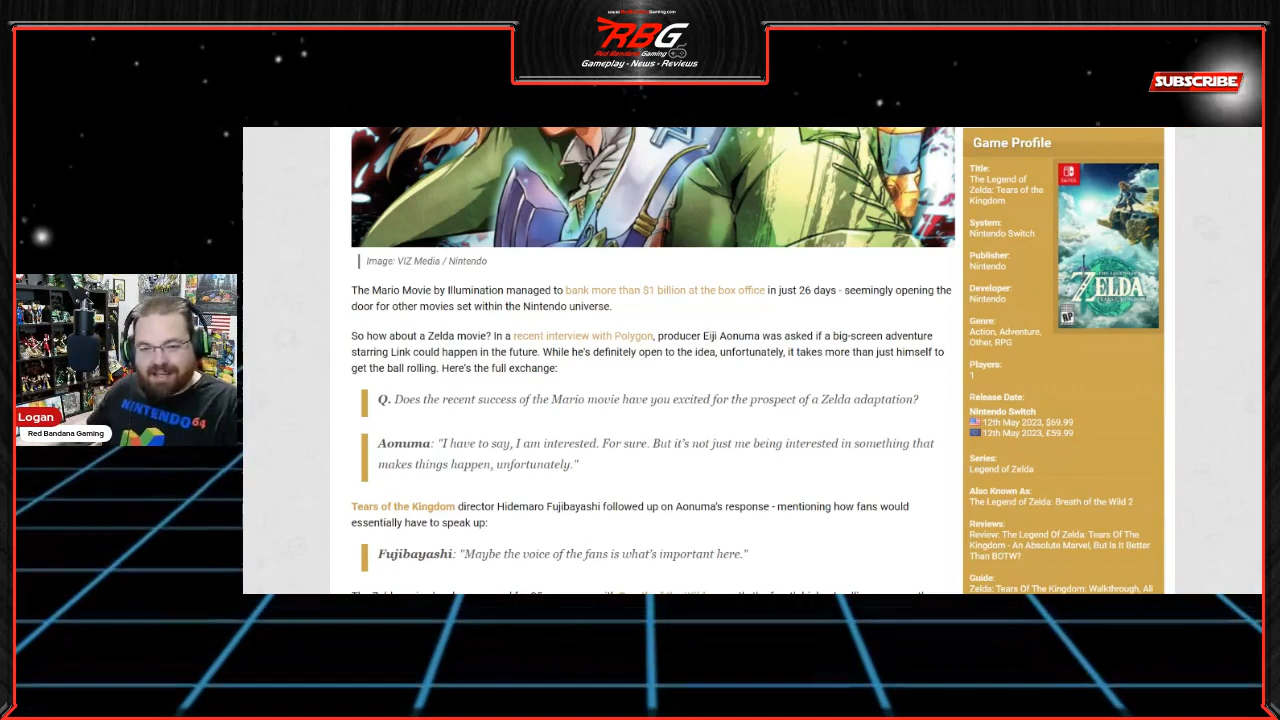 www.RedBandanaGaming.com
RBG
Red Bandana Gaming
Gameplay - News - Reviews
SUBSCRIBE
Image: VIZ Media / Nintendo
The Mario Movie by Illumination managed to bank more than $1 billion at the box office in just 26 days - seemingly opening the
door for other movies set within the Nintendo universe.
So how about a Zelda movie? In a recent interview with Polygon, producer Eiji Aonuma was asked if a big-screen adventure
starring Link could happen in the future. While he's definitely open to the idea, unfortunately, it takes more than just himself to
get the ball rolling. Here's the full exchange:
Q. Does the recent success of the Mario movie have you excited for the prospect of a Zelda adaptation?
Aonuma: "I have to say, I am interested. For sure. But it's not just me being interested in something that
makes things happen, unfortunately."
Tears of the Kingdom director Hidemaro Fujibayashi followed up on Aonuma's response - mentioning how fans would
essentially have to speak up:
Fujibayashi: "Maybe the voice of the fans is what's important here."
Game Profile
Title:
The Legend of
Zelda: Tears of the
Kingdom
System:
Nintendo Switch
Publisher:
Nintendo
Developer:
Nintendo
Genre:
Action, Adventure,
Other, RPG
Players:
1
Release Date:
Nintendo Switch
12th May 2023, $69.99
12th May 2023, £59.99
Series:
Legend of Zelda
Also Known As:
The Legend of Zelda: Breath of the Wild 2
Reviews:
Review: The Legend Of Zelda: Tears Of The
Kingdom - An Absolute Marvel, But Is It Better
Than BOTW?
Guide:
Zelda: Tears Of The Kingdom: Walkthrough, All
THE LEGEND OF
ZELDA
TEARS OF THE KINGDOM
RP
NINTENDO 64
Logan
Red Bandana Gaming